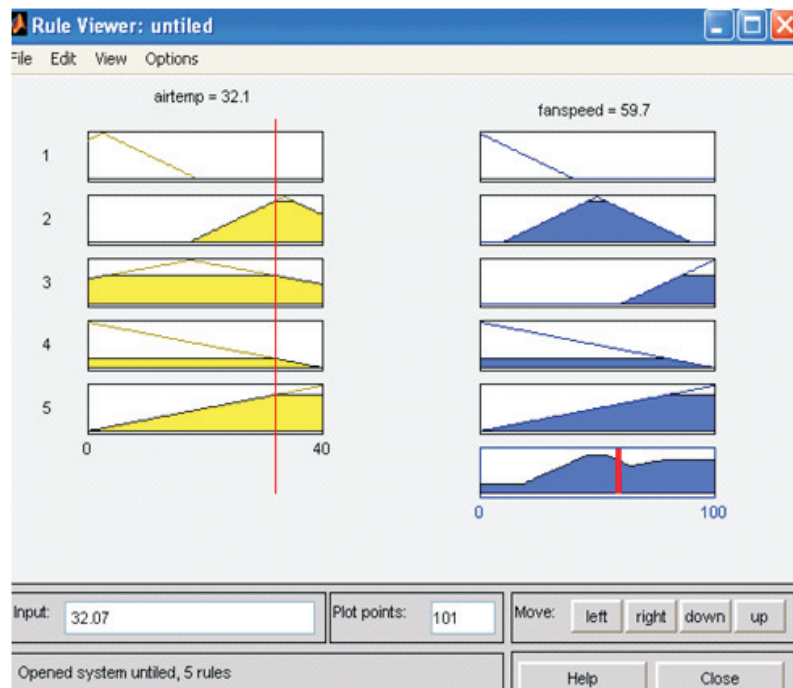 Rule Viewer: untiled
File Edit View Options
airtemp = 32.1
fanspeed = 59.7
1
2
3
4
5
0 40
0 100
Input: 32.07 Plot points: 101 Move: left right down up
Opened system untiled, 5 rules Help Close